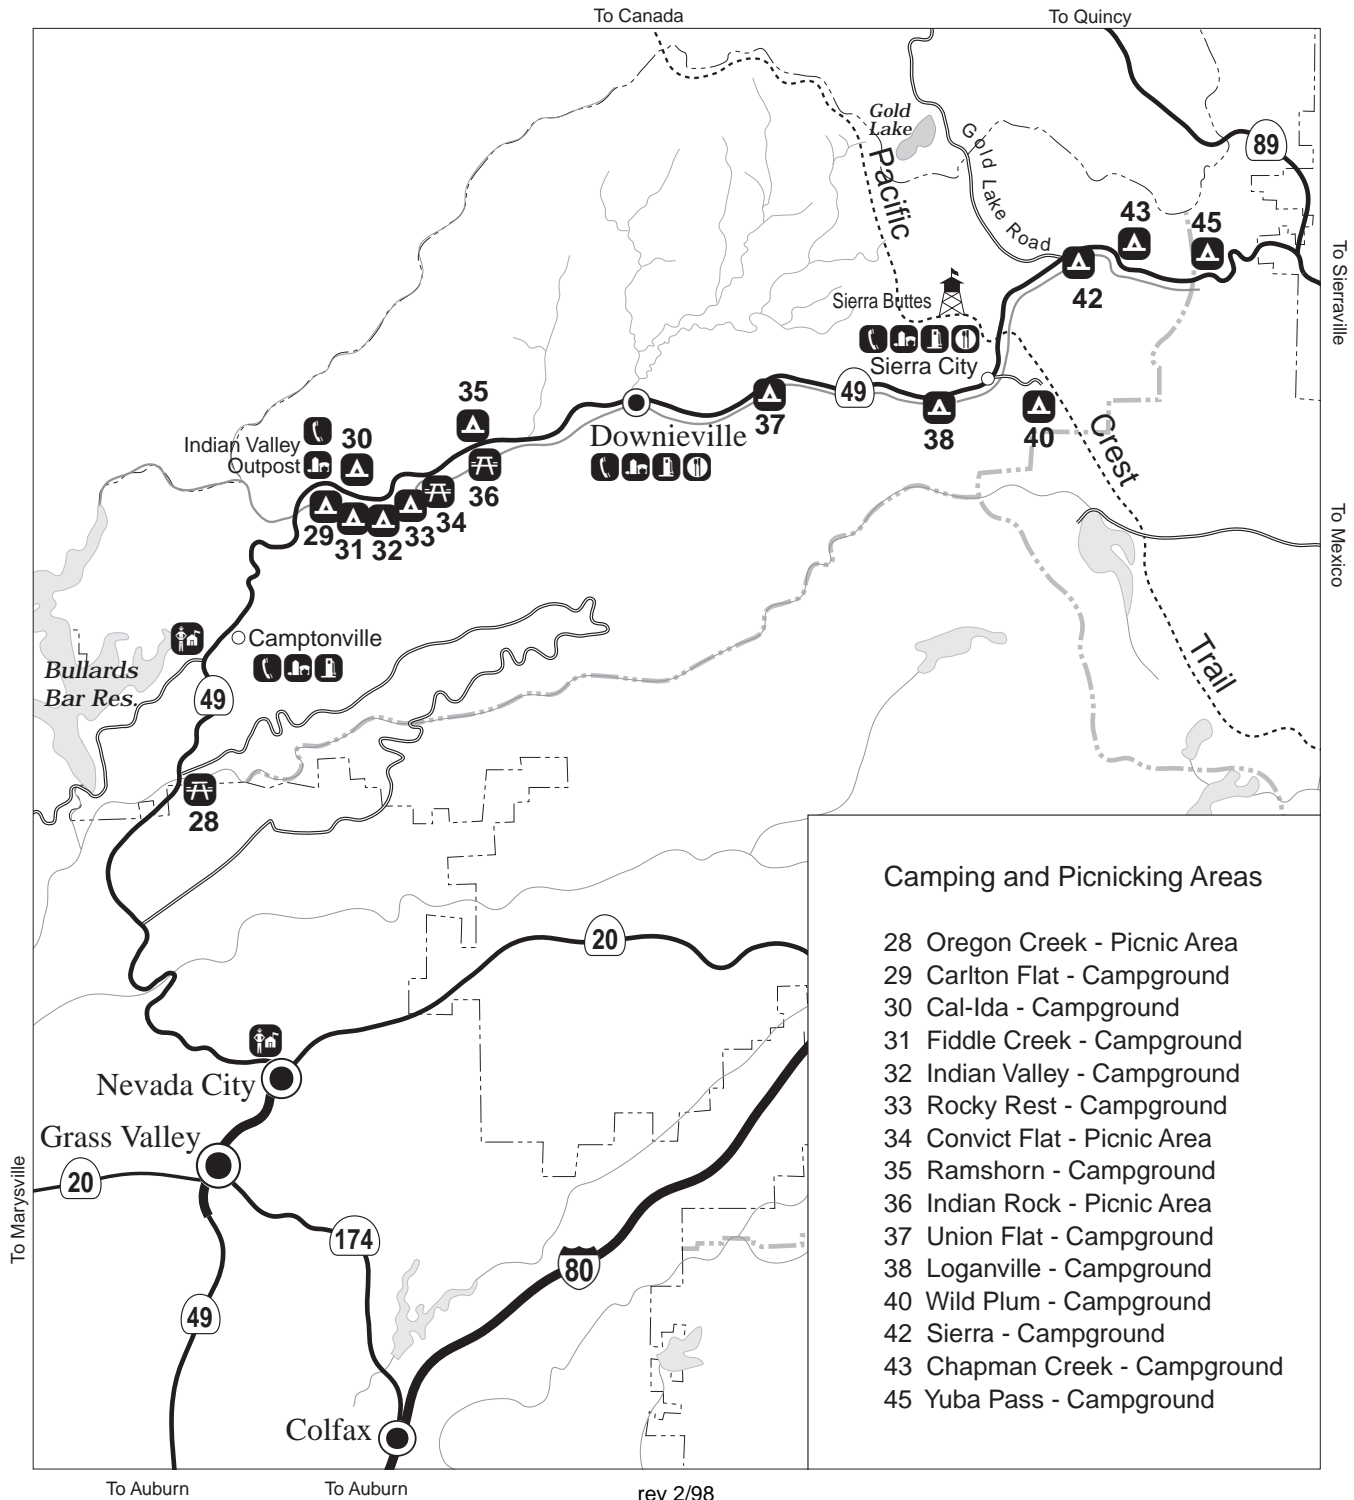 To Canada
To Quincy
Gold
Lake
89
Pacific
Gold Lake Road
43
45
To Sierraville
42
Sierra Buttes
Sierra City
35
49
37
38
40
Downieville
Crest
30
Indian Valley
Outpost
36
34
33
29
31
32
To Mexico
Camptonville
Bullards
Bar Res.
49
Trail
28
20
Nevada City
Grass Valley
20
To Marysville
174
80
49
Colfax
Camping and Picnicking Areas
28 Oregon Creek - Picnic Area
29 Carlton Flat - Campground
30 Cal-Ida - Campground
31 Fiddle Creek - Campground
32 Indian Valley - Campground
33 Rocky Rest - Campground
34 Convict Flat - Picnic Area
35 Ramshorn - Campground
36 Indian Rock - Picnic Area
37 Union Flat - Campground
38 Loganville - Campground
40 Wild Plum - Campground
42 Sierra - Campground
43 Chapman Creek - Campground
45 Yuba Pass - Campground
To Auburn
To Auburn
rev 2/98